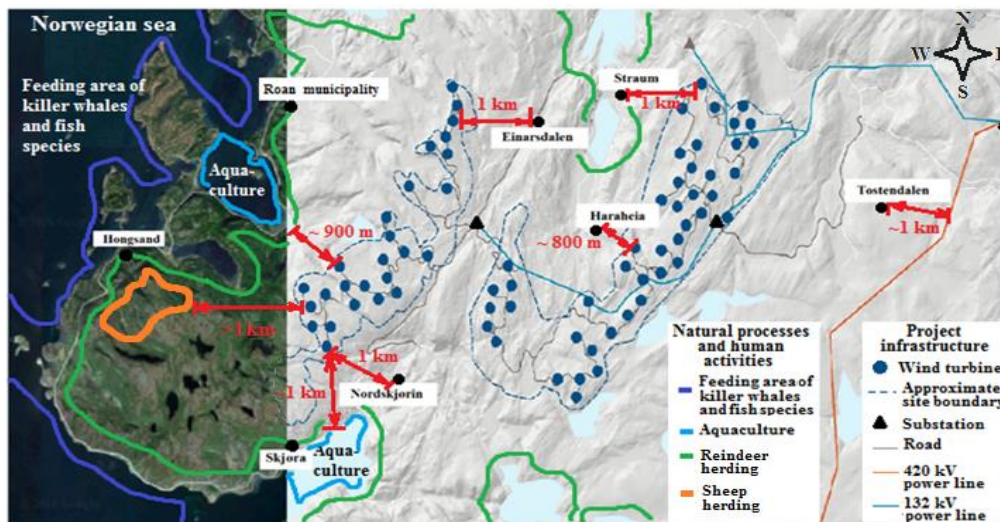 Norwegian sea
Feeding area of
killer whales
and fish
species
Roan municipality
Aqua-
culture
Hongsand
~ 900 m
>1 km
1 km
Einarsdalen
Straum
1 km
N
W
E
S
Haraheia
~ 800 m
Tostendalen
~1 km
1 km
Nordskjorin
~1 km
Skjøra
Aqua-
culture
Natural processes
and human
activities
Feeding area of
killer whales
and fish species
Aquaculture
Reindeer
herding
Sheep
herding
Project
infrastructure
Wind turbine
Approximate
site boundary
Substation
Road
420 kV
power line
132 kV
power line